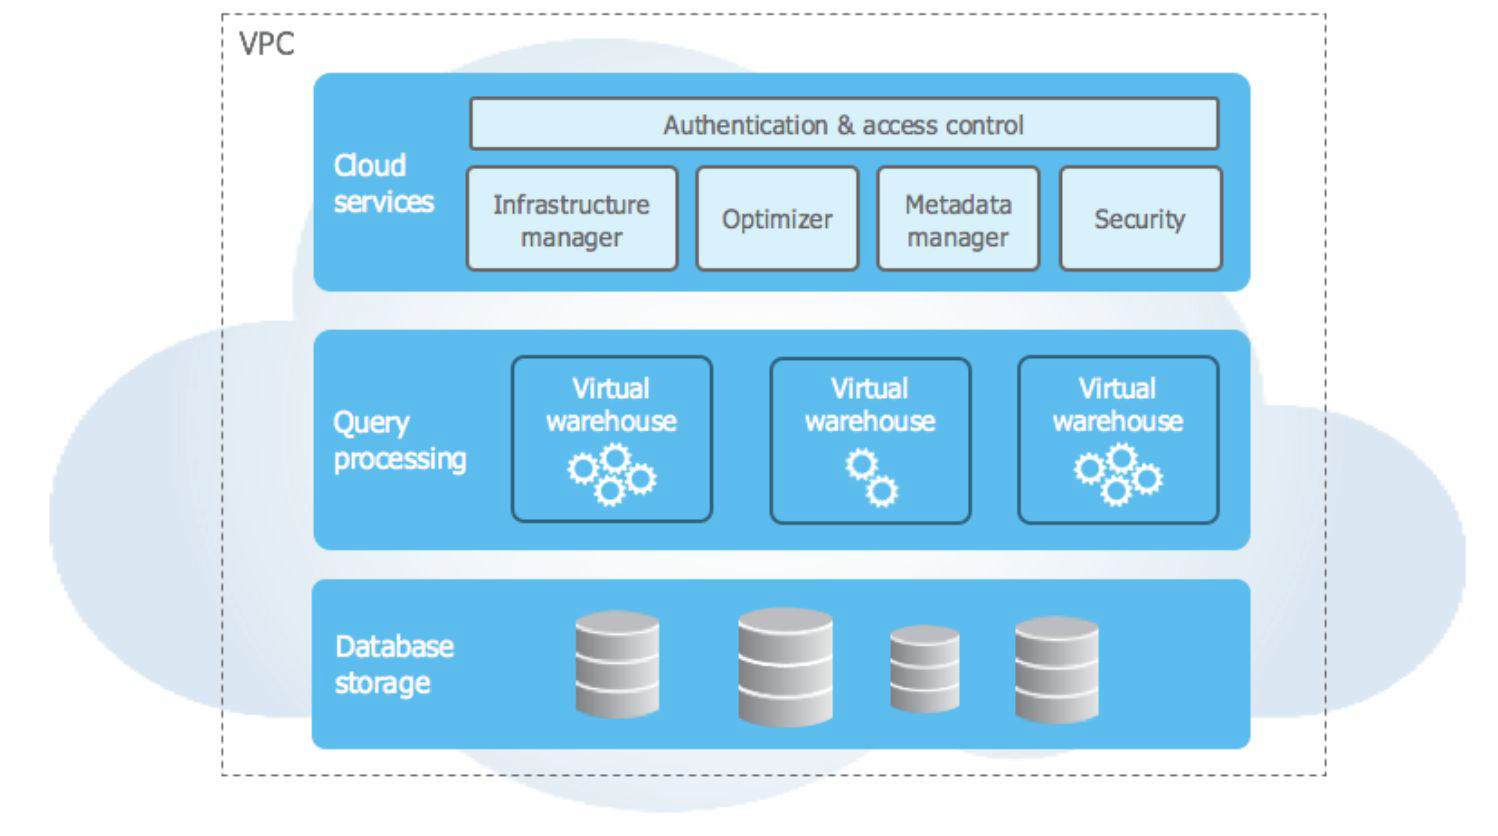 VPC
Authentication & access control
Cloud
services
Infrastructure
manager
Optimizer
Metadata
manager
Security
Query
processing
Virtual
warehouse
Virtual
warehouse
Virtual
warehouse
Database
storage